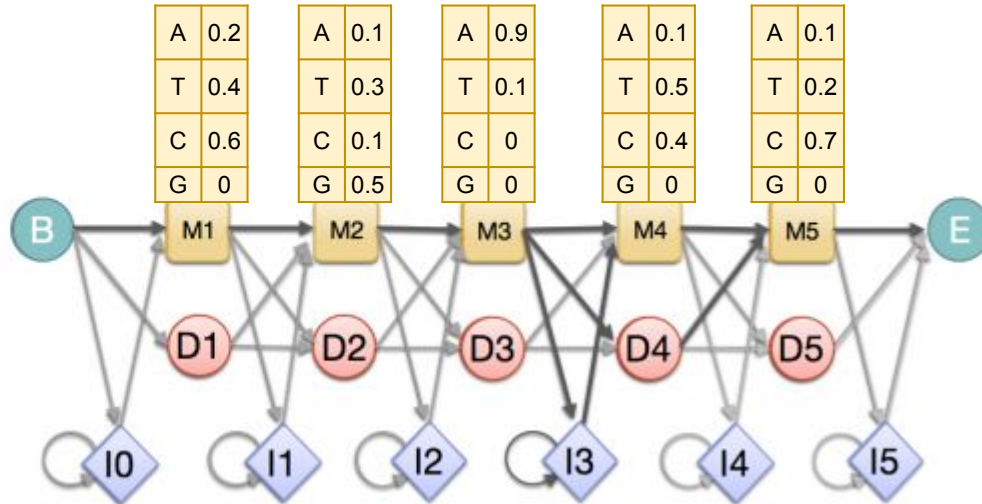 A 0.2 A 0.1 A 0.9 A 0.1 A 0.1
T 0.4 T 0.3 T 0.1 T 0.5 T 0.2
C 0.6 C 0.1 C 0 C 0.4 C 0.7
G 0 G 0.5 G 0 G 0 G 0
B M1 M2 M3 M4 M5 E
D1 D2 D3 D4 D5
I0 I1 I2 I3 I4 I5